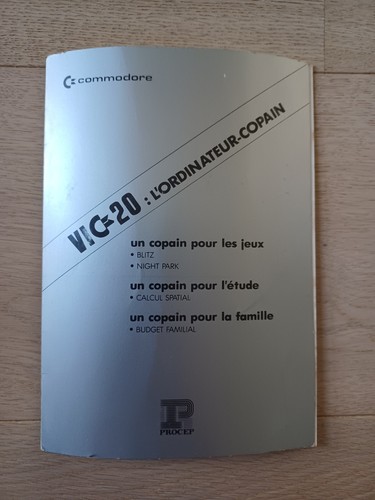 commodore
VIC-20 : L'ORDINATEUR-COPAIN
un copain pour les jeux
• BLITZ
• NIGHT PARK
un copain pour l'étude
• CALCUL SPATIAL
un copain pour la famille
• BUDGET FAMILIAL
PROCEP